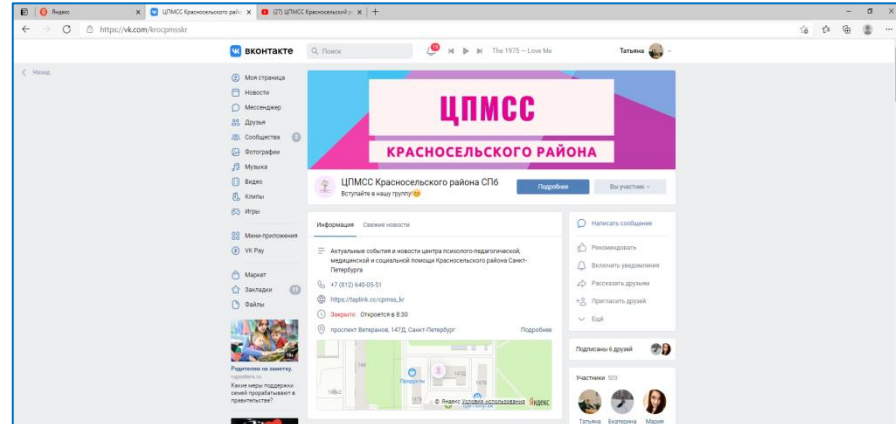 Яндекс
ЦПМСС Красносельского райо
(27) ЦПМСС Красносельский р
https://vk.com/krocpmsskr
Назад
вконтакте
Поиск
The 1975 — Love Me
Татьяна
Моя страница
Новости
Мессенджер
Друзья
Сообщества
Фотографии
Музыка
Видео
Клипы
Игры
Мини-приложения
VK Pay
Маркет
Закладки
Файлы
Родителям на заметку.
Какие меры поддержки
семей прорабатывают в
правительстве?
ЦПМСС
КРАСНОСЕЛЬСКОГО РАЙОНА
ЦПМСС Красносельского района СПб
Вступайте в нашу группу
Подробнее
Вы участник
Информация Свежие новости
Актуальные события и новости центра психолого-педагогической,
медицинской и социальной помощи Красносельского района Санкт-
Петербурга
+7 (812) 640-05-51
https://taplink.cc/cpmss_kr
Закрыто Откроется в 8:30
проспект Ветеранов, 147Д, Санкт-Петербург Подробнее
Продукты
147Д
© Яндекс Условия использования Яндекс
Написать сообщение
Рекомендовать
Включить уведомления
Рассказать друзьям
Пригласить друзей
Ещё
Подписаны 6 друзей
Участники 503
Татьяна Екатерина Мария